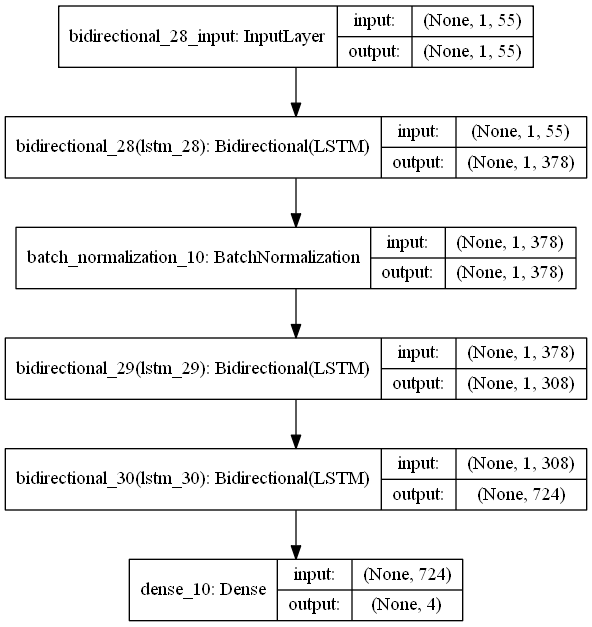 bidirectional_28_input: InputLayer
input: (None, 1, 55)
output: (None, 1, 55)
bidirectional_28(lstm_28): Bidirectional(LSTM)
input: (None, 1, 55)
output: (None, 1, 378)
batch_normalization_10: BatchNormalization
input: (None, 1, 378)
output: (None, 1, 378)
bidirectional_29(lstm_29): Bidirectional(LSTM)
input: (None, 1, 378)
output: (None, 1, 308)
bidirectional_30(lstm_30): Bidirectional(LSTM)
input: (None, 1, 308)
output: (None, 724)
dense_10: Dense
input: (None, 724)
output: (None, 4)